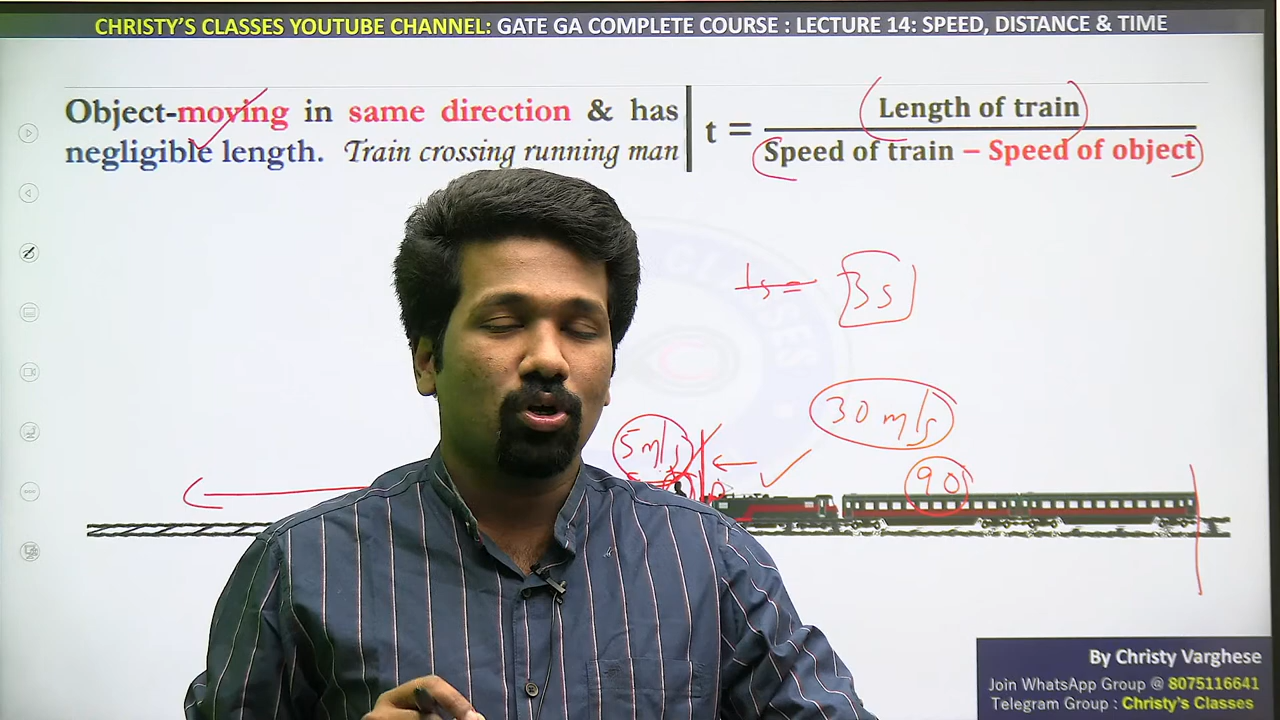 CHRISTY'S CLASSES YOUTUBE CHANNEL: GATE GA COMPLETE COURSE : LECTURE 14: SPEED, DISTANCE & TIME
Object-moving in same direction & has
negligible length. Train crossing running man
t = Length of train
Speed of train – Speed of object
3s
30 m/s
5m/s
90
By Christy Varghese
Join WhatsApp Group @ 8075116641
Telegram Group : Christy's Classes